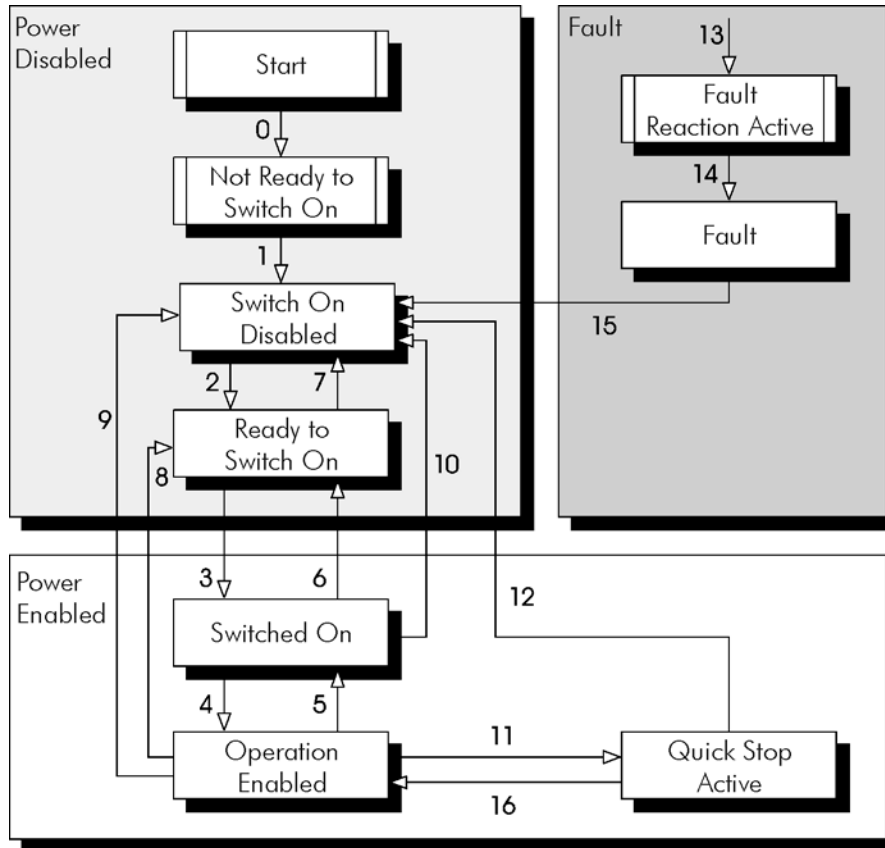 Power
Disabled
Start
0
Not Ready to
Switch On
1
Switch On
Disabled
2
7
9
Ready to
Switch On
8
10
Fault
13
Fault
Reaction Active
14
Fault
15
Power
Enabled
3
6
12
Switched On
4
5
Operation
Enabled
11
16
Quick Stop
Active